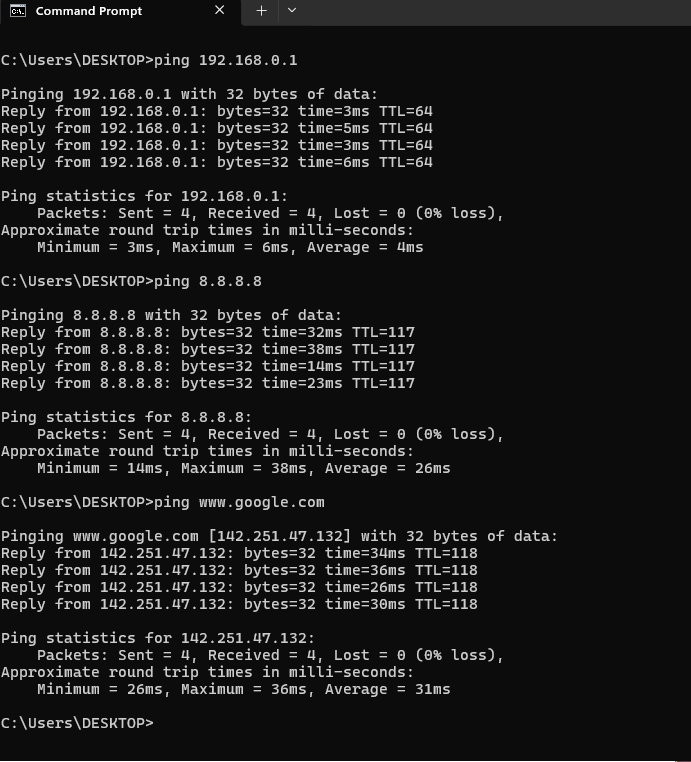 Command Prompt
C:\Users\DESKTOP>ping 192.168.0.1
Pinging 192.168.0.1 with 32 bytes of data:
Reply from 192.168.0.1: bytes=32 time=3ms TTL=64
Reply from 192.168.0.1: bytes=32 time=5ms TTL=64
Reply from 192.168.0.1: bytes=32 time=3ms TTL=64
Reply from 192.168.0.1: bytes=32 time=6ms TTL=64
Ping statistics for 192.168.0.1:
    Packets: Sent = 4, Received = 4, Lost = 0 (0% loss),
Approximate round trip times in milli-seconds:
    Minimum = 3ms, Maximum = 6ms, Average = 4ms
C:\Users\DESKTOP>ping 8.8.8.8
Pinging 8.8.8.8 with 32 bytes of data:
Reply from 8.8.8.8: bytes=32 time=32ms TTL=117
Reply from 8.8.8.8: bytes=32 time=38ms TTL=117
Reply from 8.8.8.8: bytes=32 time=14ms TTL=117
Reply from 8.8.8.8: bytes=32 time=23ms TTL=117
Ping statistics for 8.8.8.8:
    Packets: Sent = 4, Received = 4, Lost = 0 (0% loss),
Approximate round trip times in milli-seconds:
    Minimum = 14ms, Maximum = 38ms, Average = 26ms
C:\Users\DESKTOP>ping www.google.com
Pinging www.google.com [142.251.47.132] with 32 bytes of data:
Reply from 142.251.47.132: bytes=32 time=34ms TTL=118
Reply from 142.251.47.132: bytes=32 time=36ms TTL=118
Reply from 142.251.47.132: bytes=32 time=26ms TTL=118
Reply from 142.251.47.132: bytes=32 time=30ms TTL=118
Ping statistics for 142.251.47.132:
    Packets: Sent = 4, Received = 4, Lost = 0 (0% loss),
Approximate round trip times in milli-seconds:
    Minimum = 26ms, Maximum = 36ms, Average = 31ms
C:\Users\DESKTOP>